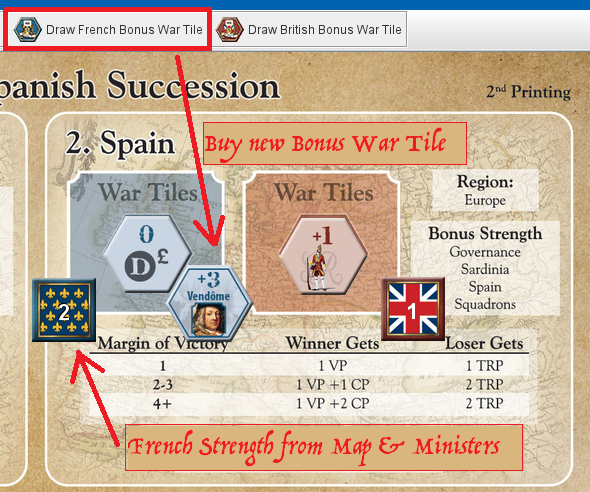 Draw French Bonus War Tile
Draw British Bonus War Tile
panish Succession
2nd Printing
2. Spain
Buy new Bonus War Tile
War Tiles
War Tiles
Region:
Europe
0
D £
+1
Bonus Strength
Governance
Sardinia
Spain
Squadrons
+3
Vendôme
2
1
Margin of Victory
Winner Gets
Loser Gets
1
1 VP
1 TRP
2-3
1 VP +1 CP
2 TRP
4+
1 VP +2 CP
2 TRP
French Strength from Map & Ministers